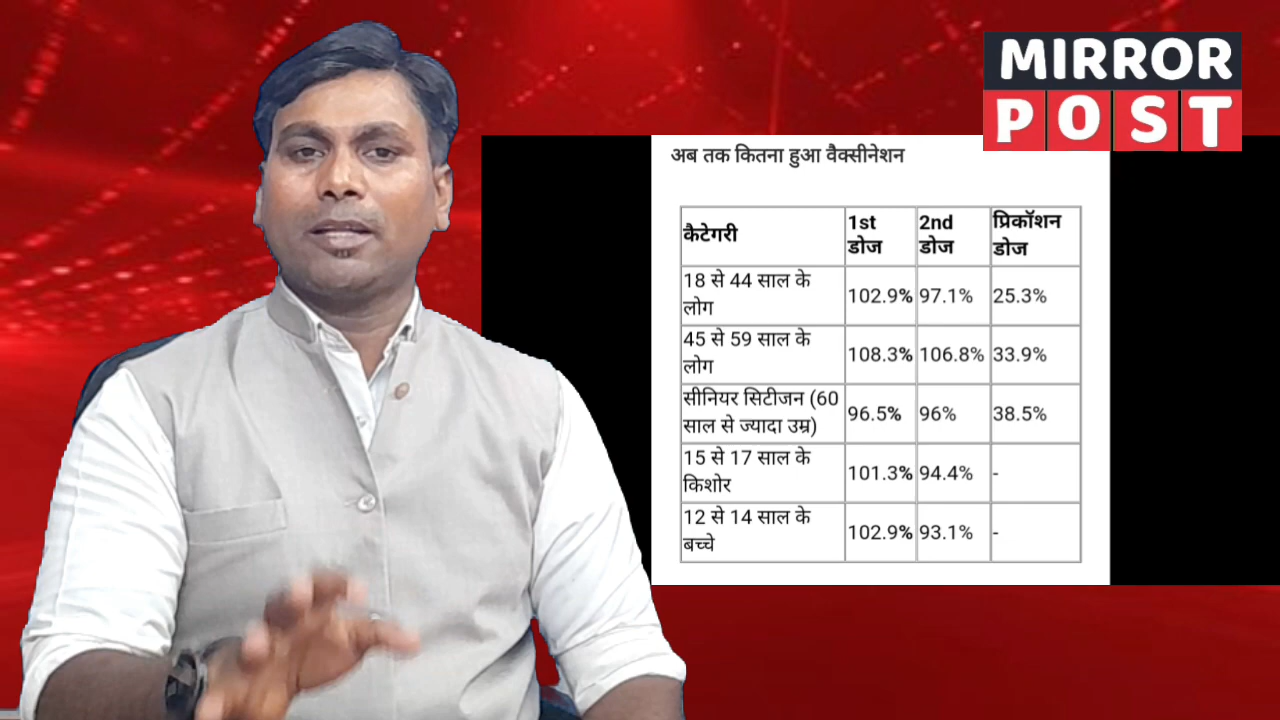 MIRROR
POST
अब तक कितना हुआ वैक्सीनेशन
कैटेगरी 1st डोज 2nd डोज प्रिकॉशन डोज
18 से 44 साल के लोग 102.9% 97.1% 25.3%
45 से 59 साल के लोग 108.3% 106.8% 33.9%
सीनियर सिटीजन (60 साल से ज्यादा उम्र) 96.5% 96% 38.5%
15 से 17 साल के किशोर 101.3% 94.4% -
12 से 14 साल के बच्चे 102.9% 93.1% -